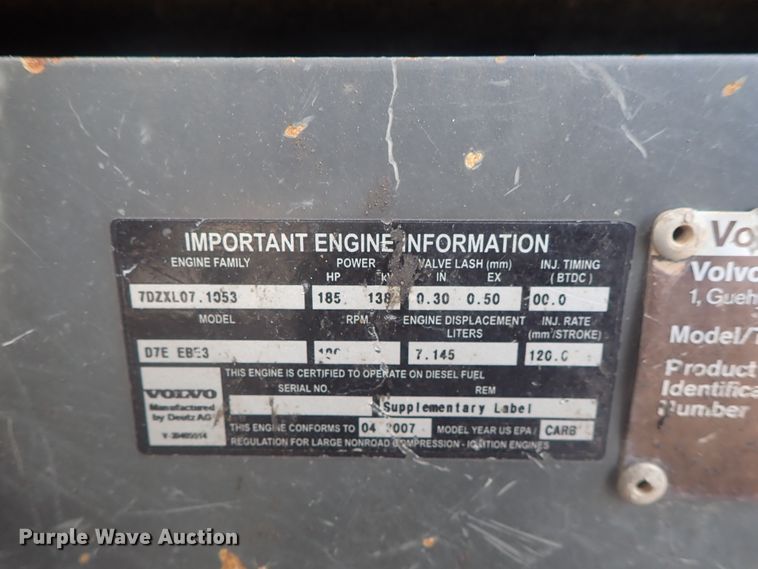 IMPORTANT ENGINE INFORMATION
ENGINE FAMILY POWER VALVE LASH (mm) INJ. TIMING
HP IN EX (BTDC)
7DZXL07.1053 185 138 0.30 0.50 00.0
MODEL RPM ENGINE DISPLACEMENT INJ. RATE
LITERS (mm³/STROKE)
D7E 7.145 120.0
THIS ENGINE IS CERTIFIED TO OPERATE ON DIESEL FUEL
SERIAL NO. REM
VOLVO
Manufactured
by Deutz AG
Supplementary Label
THIS ENGINE CONFORMS TO 04 2007 MODEL YEAR US EPA / CARB
REGULATION FOR LARGE NONROAD COMPRESSION - IGNITION ENGINES
Vo
Volvo
1, Gueh
Model/T
Product
Identifica
Number
Purple Wave Auction